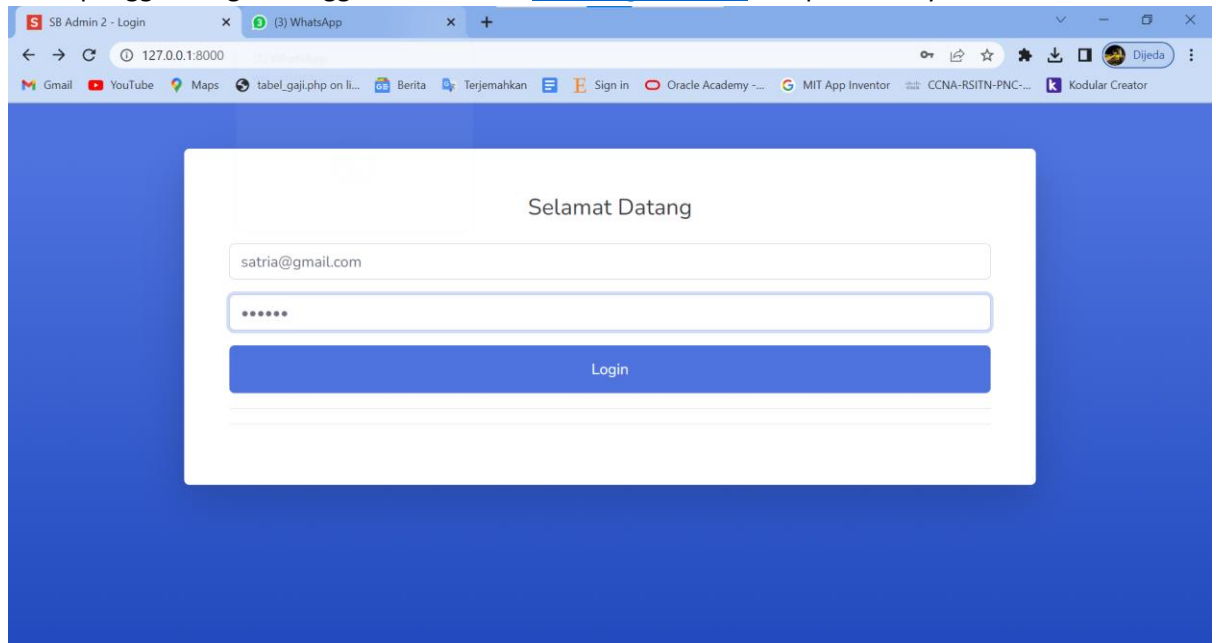 SB Admin 2 - Login
(3) WhatsApp
127.0.0.1:8000
Dijeda
Gmail YouTube Maps tabel_gaji.php on li... Berita Terjemahkan Sign in Oracle Academy -... MIT App Inventor CCNA-RSITN-PNC-... Kodular Creator
Selamat Datang
satria@gmail.com
••••••
Login